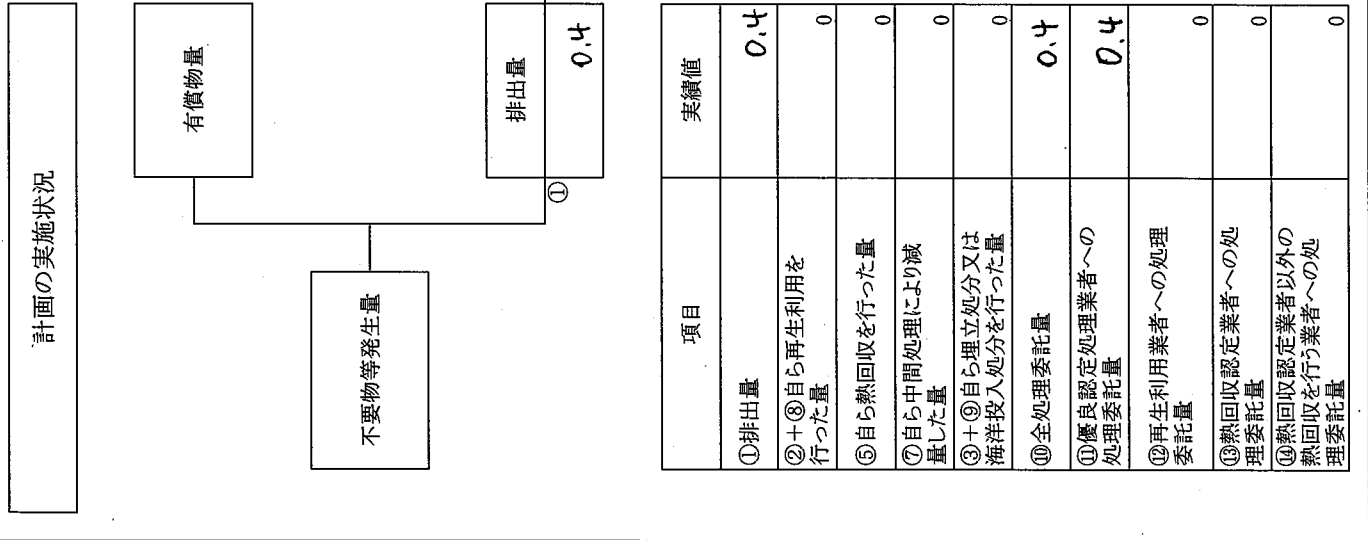 計画の実施状況
有償物量
不要物等発生量
排出量
①
0.4
項目
実績値
①排出量
0.4
②＋⑧自ら再生利用を
行った量
0
⑤自ら熱回収を行った量
0
⑦自ら中間処理により減
量した量
0
③＋⑨自ら埋立処分又は
海洋投入処分を行った量
0
⑩全処理委託量
0.4
⑪優良認定処理業者への
処理委託量
0.4
⑫再生利用業者への処理
委託量
0
⑬熱回収認定業者への処
理委託量
0
⑭熱回収認定業者以外の
熱回収を行う業者への処
理委託量
0